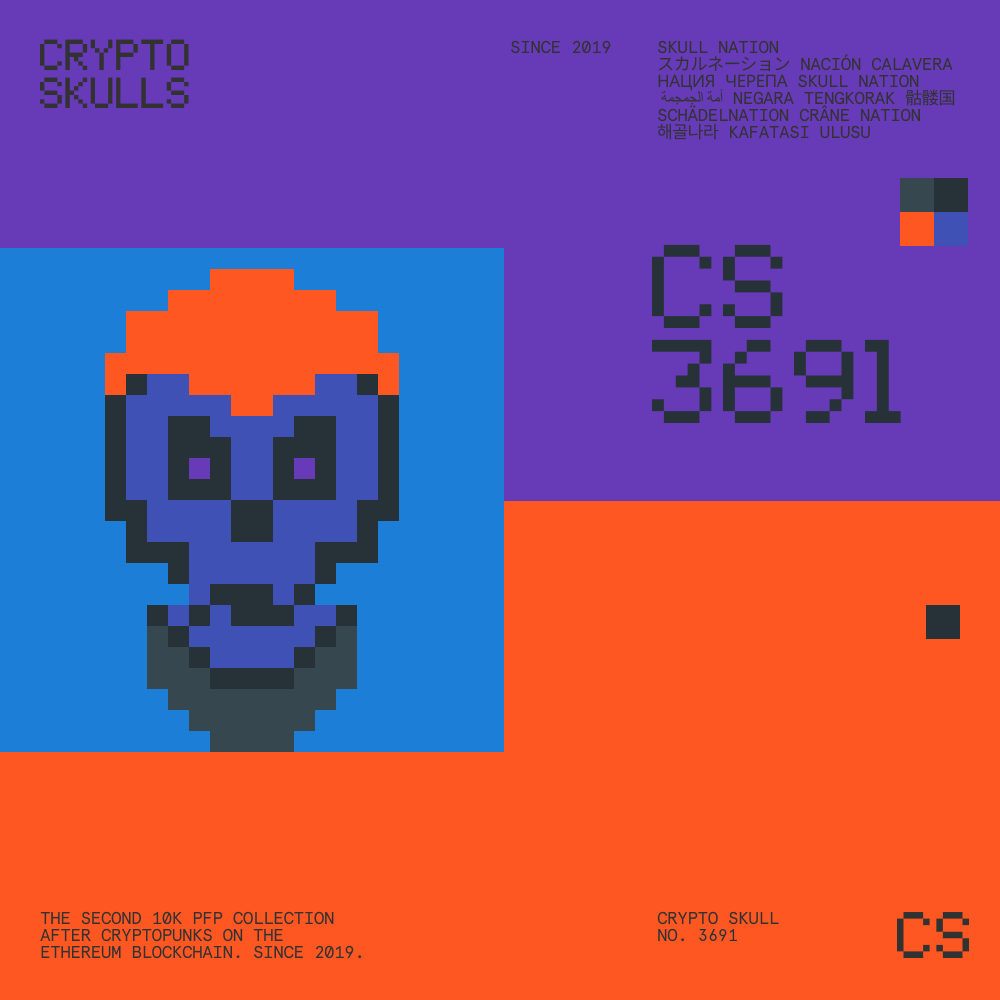 CRYPTO
SKULLS
SINCE 2019
SKULL NATION
スカルネーション NACIÓN CALAVERA
НАЦИЯ ЧЕРЕПА SKULL NATION
أمة الجمجمة NEGARA TENGKORAK 骷髅国
SCHÄDELNATION CRÂNE NATION
해골나라 KAFATASI ULUSU
CS
3691
THE SECOND 10K PFP COLLECTION
AFTER CRYPTOPUNKS ON THE
ETHEREUM BLOCKCHAIN. SINCE 2019.
CRYPTO SKULL
NO. 3691
CS